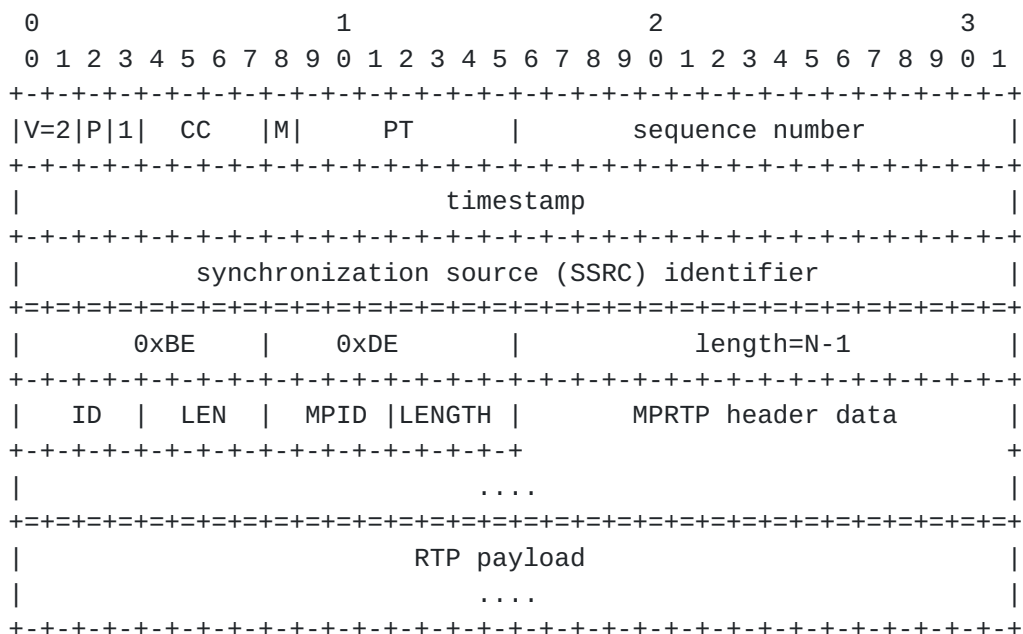 0                   1                   2                   3
 0 1 2 3 4 5 6 7 8 9 0 1 2 3 4 5 6 7 8 9 0 1 2 3 4 5 6 7 8 9 0 1
+-+-+-+-+-+-+-+-+-+-+-+-+-+-+-+-+-+-+-+-+-+-+-+-+-+-+-+-+-+-+-+-+
|V=2|P|1|  CC   |M|     PT      |       sequence number         |
+-+-+-+-+-+-+-+-+-+-+-+-+-+-+-+-+-+-+-+-+-+-+-+-+-+-+-+-+-+-+-+-+
|                           timestamp                           |
+-+-+-+-+-+-+-+-+-+-+-+-+-+-+-+-+-+-+-+-+-+-+-+-+-+-+-+-+-+-+-+-+
|           synchronization source (SSRC) identifier            |
+=+=+=+=+=+=+=+=+=+=+=+=+=+=+=+=+=+=+=+=+=+=+=+=+=+=+=+=+=+=+=+=+
|       0xBE    |    0xDE       |           length=N-1          |
+-+-+-+-+-+-+-+-+-+-+-+-+-+-+-+-+-+-+-+-+-+-+-+-+-+-+-+-+-+-+-+-+
|   ID  |  LEN  |  MPID |LENGTH |       MPRTP header data       |
+-+-+-+-+-+-+-+-+-+-+-+-+-+-+-+-+                               +
|                             ....                              |
+=+=+=+=+=+=+=+=+=+=+=+=+=+=+=+=+=+=+=+=+=+=+=+=+=+=+=+=+=+=+=+=+
|                         RTP payload                           |
|                             ....                              |
+-+-+-+-+-+-+-+-+-+-+-+-+-+-+-+-+-+-+-+-+-+-+-+-+-+-+-+-+-+-+-+-+